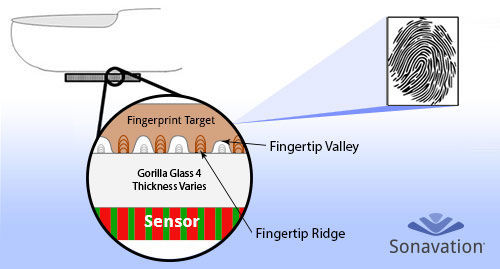 Fingerprint Target
Fingertip Valley
Gorilla Glass 4
Thickness Varies
Sensor
Fingertip Ridge
Sonavation